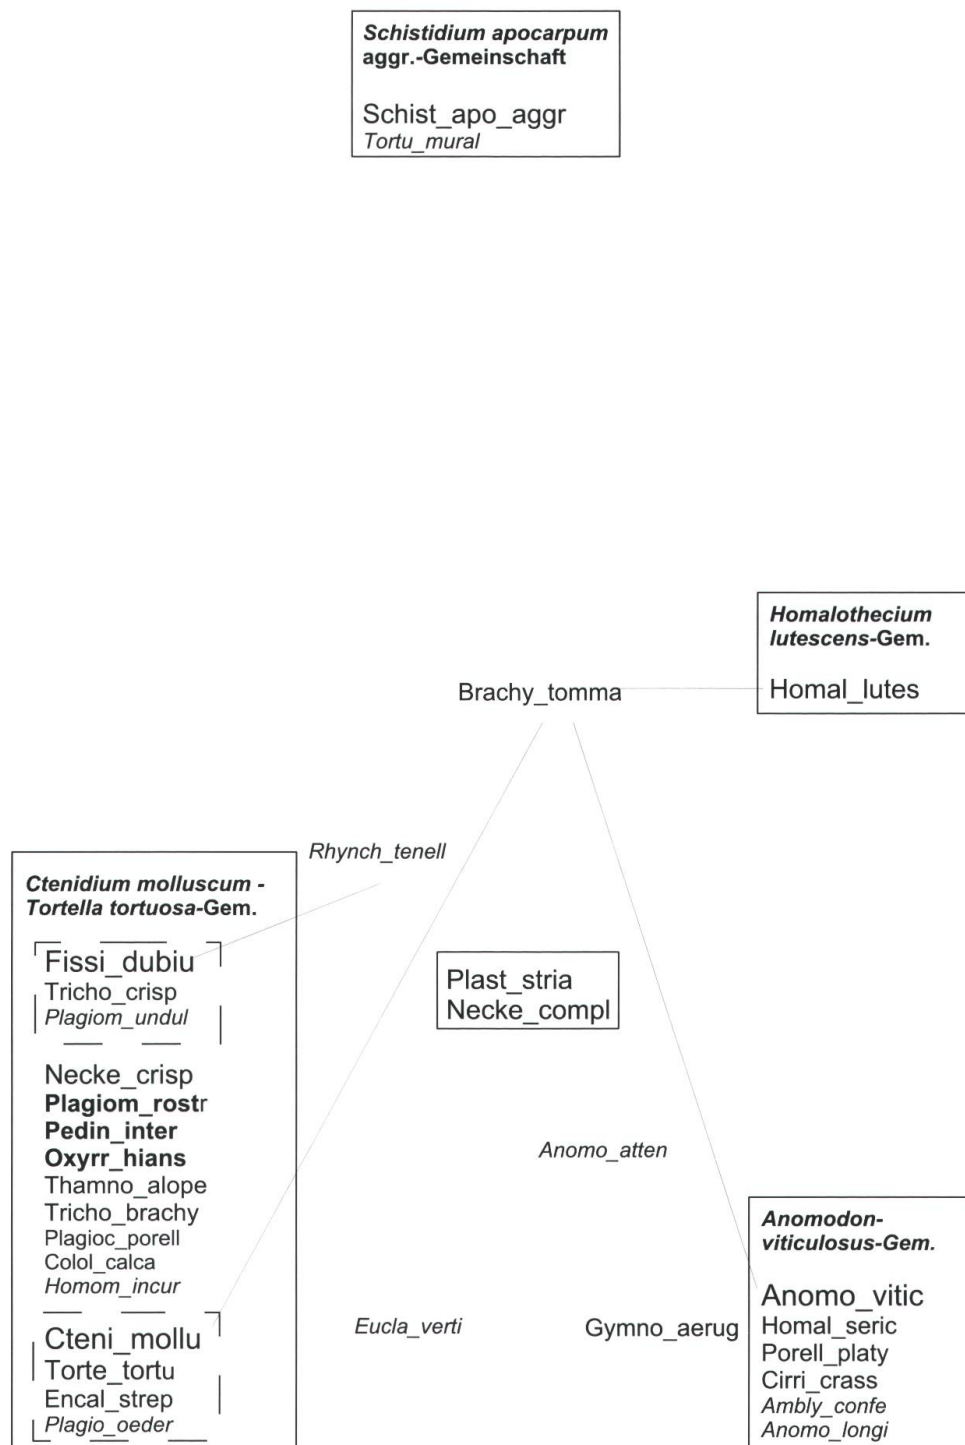 Schistidium apocarpum
aggr.-Gemeinschaft
Schist_apo_aggr
Tortu_mural
Homalothecium
lutescens-Gem.
Homal_lutes
Brachy_tomma
Rhynch_tenell
Ctenidium molluscum -
Tortella tortuosa-Gem.
Fissi_dubiu
Tricho_crisp
Plagiom_undul
Plast_stria
Necke_compl
Necke_crisp
Plagiom_rostr
Pedin_inter
Oxyrr_hians
Thamno_alope
Tricho_brachy
Plagioc_porell
Colol_calca
Homom_incur
Anomo_atten
Cteni_mollu
Torte_tortu
Encal_strep
Plagio_oeder
Eucla_verti
Gymno_aerug
Anomodon-
viticulosus-Gem.
Anomo_vitic
Homal_seric
Porell_platy
Cirri_crass
Ambly_confe
Anomo_longi